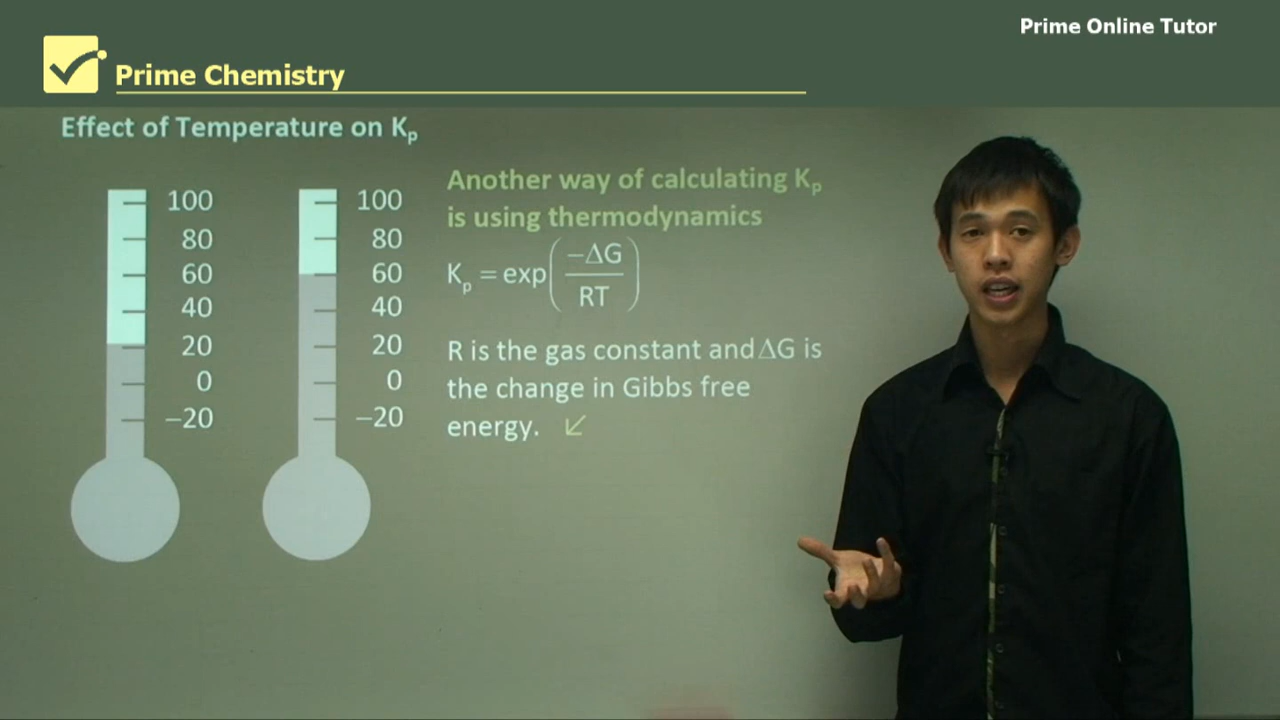 Prime Online Tutor
Prime Chemistry
Effect of Temperature on Kₚ
100
80
60
40
20
0
–20
100
80
60
40
20
0
–20
Another way of calculating Kₚ
is using thermodynamics
Kₚ = exp(−ΔG/RT)
R is the gas constant and ΔG is
the change in Gibbs free
energy. ↙